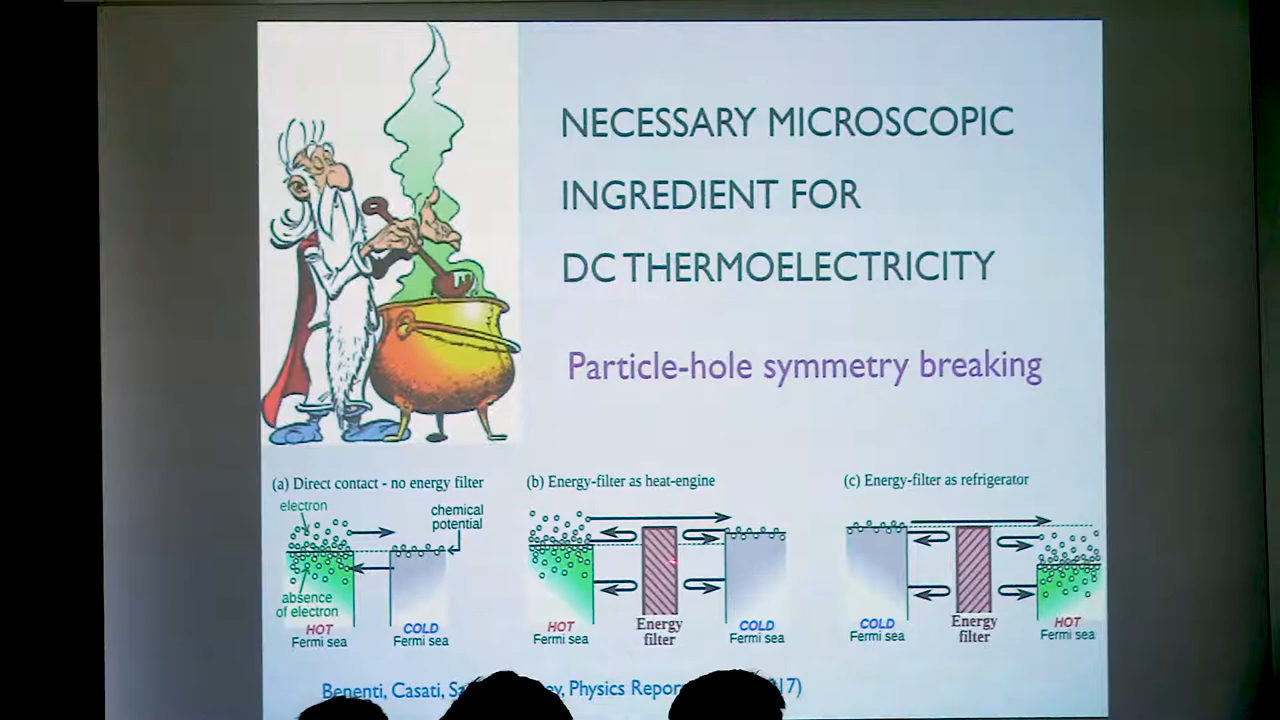 NECESSARY MICROSCOPIC
INGREDIENT FOR
DC THERMOELECTRICITY
Particle-hole symmetry breaking
(a) Direct contact - no energy filter
electron
chemical
potential
absence
of electron
HOT
Fermi sea
COLD
Fermi sea
(b) Energy-filter as heat-engine
HOT
Fermi sea
Energy
filter
COLD
Fermi sea
(c) Energy-filter as refrigerator
COLD
Fermi sea
Energy
filter
HOT
Fermi sea
Benenti, Casati, Physics